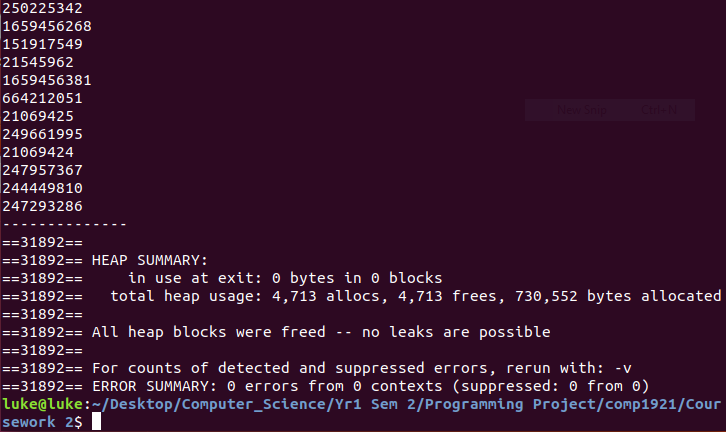 250225342
1659456268
151917549
21545962
1659456381
664212051
21069425
249661995
21069424
247957367
244449810
247293286
--------------
==31892==
==31892== HEAP SUMMARY:
==31892==     in use at exit: 0 bytes in 0 blocks
==31892==   total heap usage: 4,713 allocs, 4,713 frees, 730,552 bytes allocated
==31892==
==31892== All heap blocks were freed -- no leaks are possible
==31892==
==31892== For counts of detected and suppressed errors, rerun with: -v
==31892== ERROR SUMMARY: 0 errors from 0 contexts (suppressed: 0 from 0)
luke@luke:~/Desktop/Computer_Science/Yr1 Sem 2/Programming Project/comp1921/Cour
sework 2$